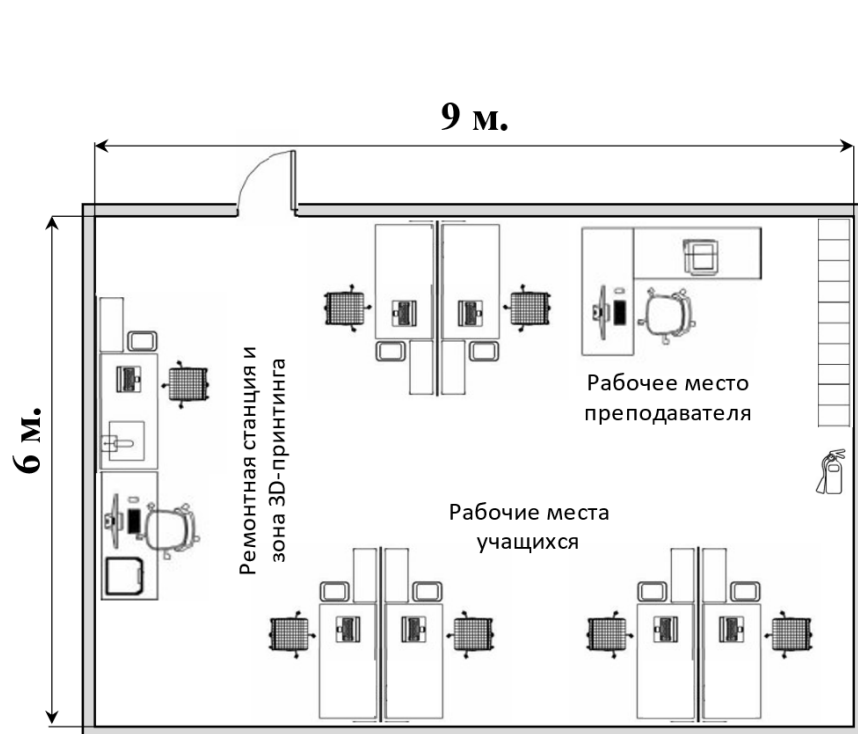 9 м.
6 м.
Ремонтная станция и
зона 3D-принтинга
Рабочее место
преподавателя
Рабочие места
учащихся